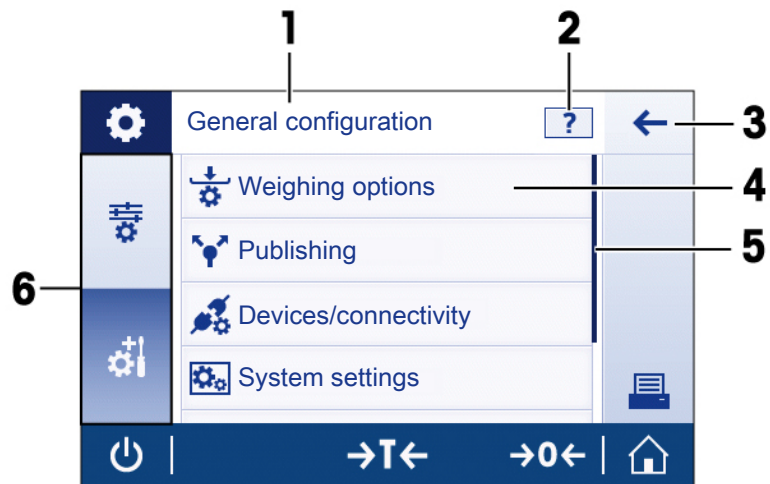 1
2
General configuration ?
3
Weighing options
4
Publishing
5
6
Devices/connectivity
System settings
→T← →0←